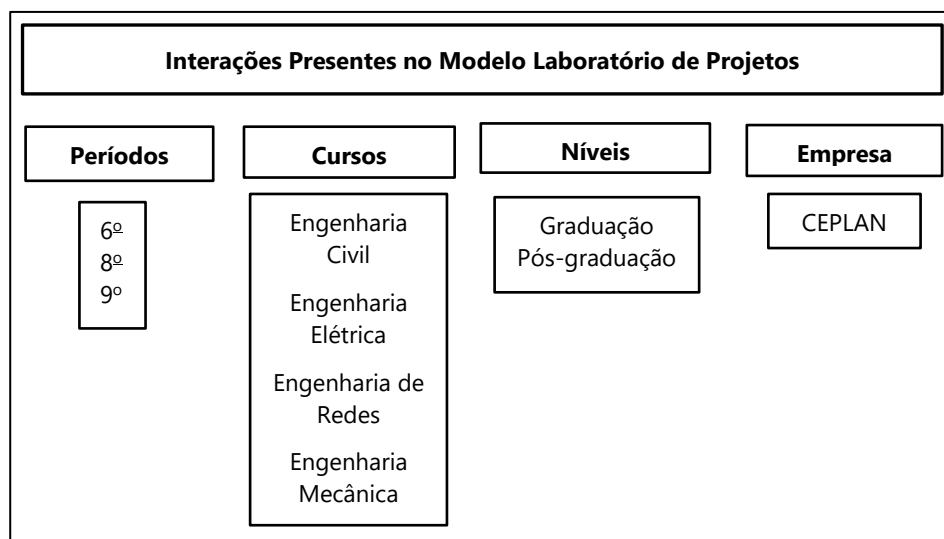 Interações Presentes no Modelo Laboratório de Projetos
Períodos
6º
8º
9º
Cursos
Engenharia
Civil
Engenharia
Elétrica
Engenharia de
Redes
Engenharia
Mecânica
Níveis
Graduação
Pós-graduação
Empresa
CEPLAN